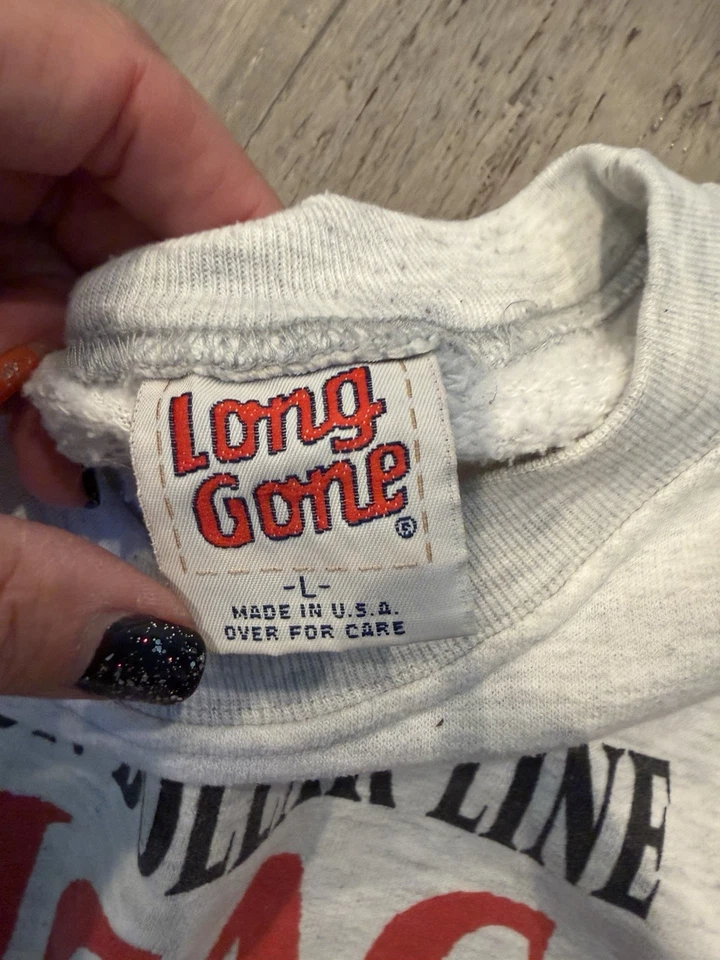 Long
Gone
®
-L-
MADE IN U.S.A.
OVER FOR CARE
LINE